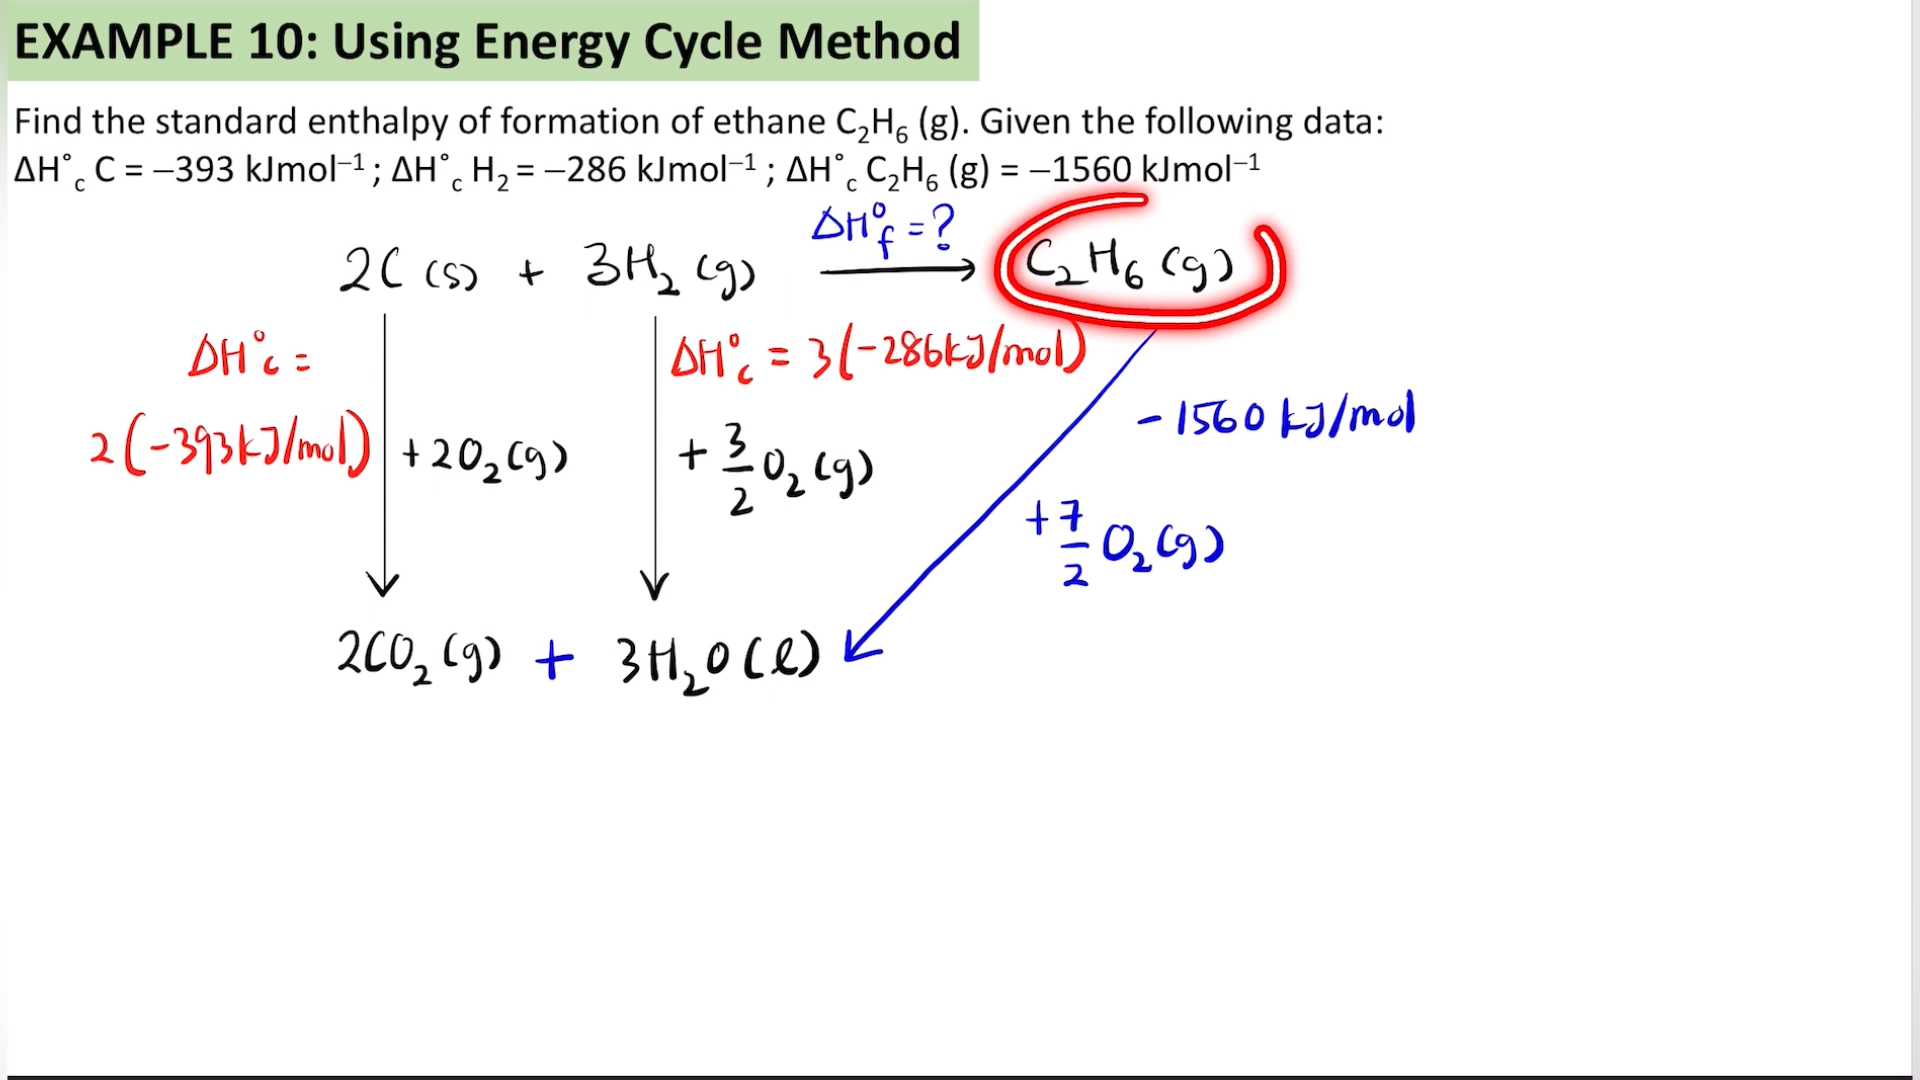 EXAMPLE 10: Using Energy Cycle Method
Find the standard enthalpy of formation of ethane C₂H₆ (g). Given the following data:
ΔH°c C = –393 kJmol⁻¹ ; ΔH°c H₂ = –286 kJmol⁻¹ ; ΔH°c C₂H₆ (g) = –1560 kJmol⁻¹
ΔH°f = ?
2C (s) + 3H₂ (g) → C₂H₆ (g)
ΔH°c =
2(-393kJ/mol)
+2O₂(g)
ΔH°c = 3(-286kJ/mol)
+ 3/2 O₂ (g)
-1560 kJ/mol
+ 7/2 O₂ (g)
2CO₂ (g) + 3H₂O (l)